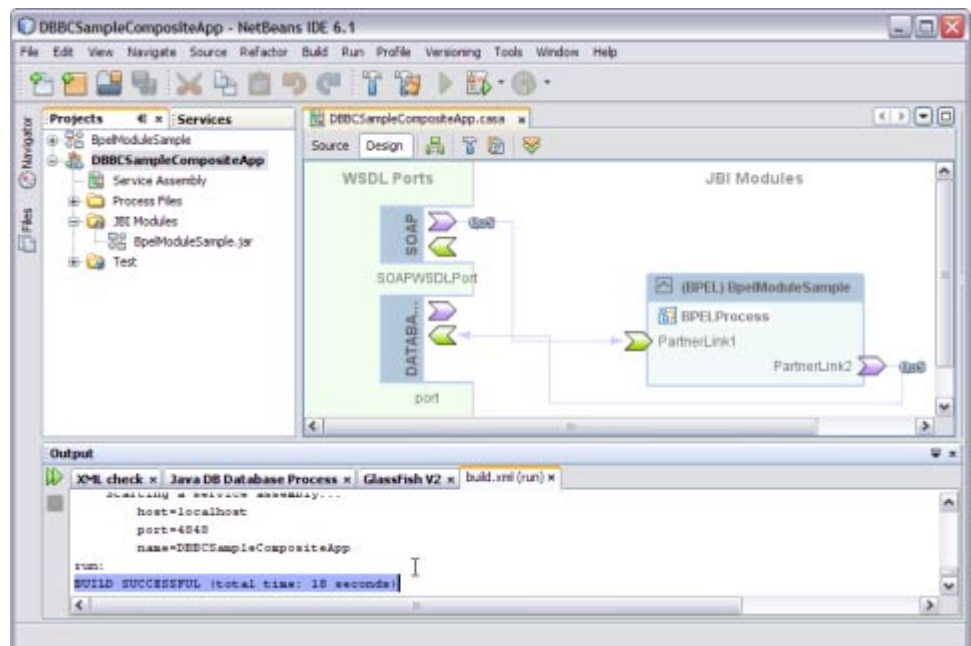 DBBCSampleCompositeApp - NetBeans IDE 6.1
File Edit View Navigate Source Refactor Build Run Profile Versioning Tools Window Help
Projects Services
DBBCSampleCompositeApp.casa
Navigator
Files
BpelModuleSample
DBBCSampleCompositeApp
Service Assembly
Process Files
JBI Modules
BpelModuleSample.jar
Test
Source Design
WSDL Ports
JBI Modules
SOAP
SOAPWSDLPort
DATABA...
port
(BPEL) BpelModuleSample
BPELProcess
PartnerLink1
PartnerLink2
Output
XML check Java DB Database Process GlassFish V2 build.xml (run)
Starting a service assembly...
host=localhost
port=4848
name=DBBCSampleCompositeApp
run:
BUILD SUCCESSFUL (total time: 18 seconds)